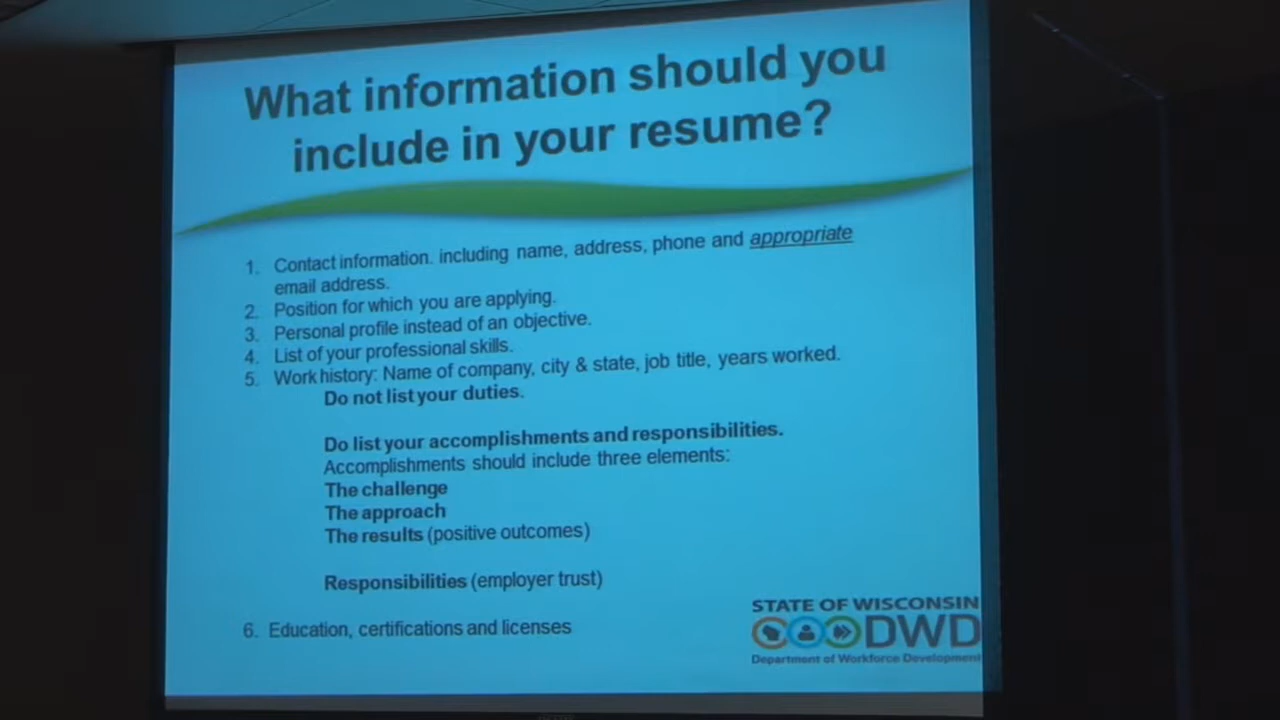 What information should you
include in your resume?
1. Contact information. including name, address, phone and appropriate
email address.
2. Position for which you are applying.
3. Personal profile instead of an objective.
4. List of your professional skills.
5. Work history: Name of company, city & state, job title, years worked.
Do not list your duties.
Do list your accomplishments and responsibilities.
Accomplishments should include three elements:
The challenge
The approach
The results (positive outcomes)
Responsibilities (employer trust)
6. Education, certifications and licenses
STATE OF WISCONSIN
DWD
Department of Workforce Development